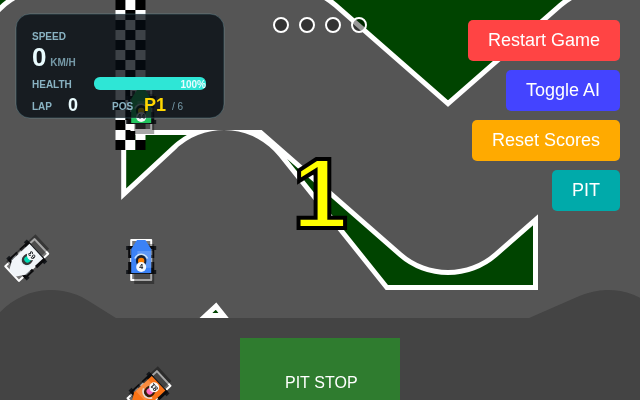 SPEED
0 KM/H
HEALTH 100%
LAP 0 POS P1 / 6
Restart Game
Toggle AI
Reset Scores
PIT
1
4
PIT STOP